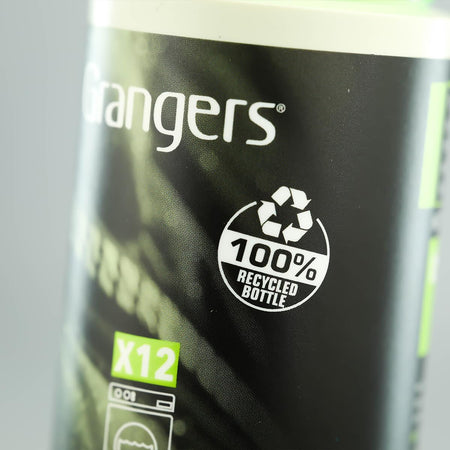 Grangers®
100%
RECYCLED
BOTTLE
X12